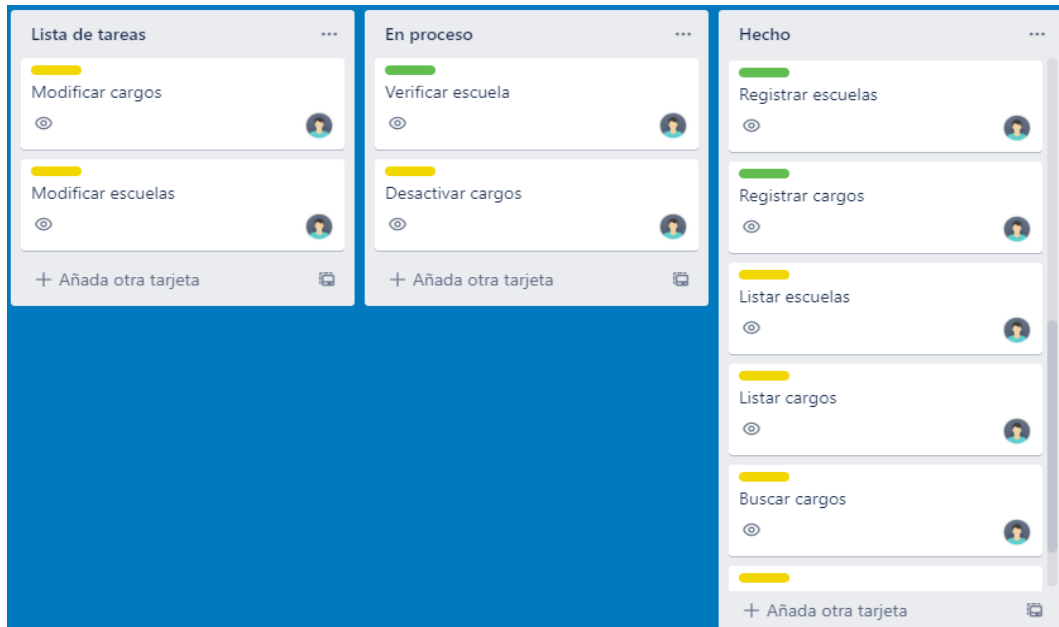 Lista de tareas
Modificar cargos
Modificar escuelas
+ Añada otra tarjeta
En proceso
Verificar escuela
Desactivar cargos
+ Añada otra tarjeta
Hecho
Registrar escuelas
Registrar cargos
Listar escuelas
Listar cargos
Buscar cargos
+ Añada otra tarjeta